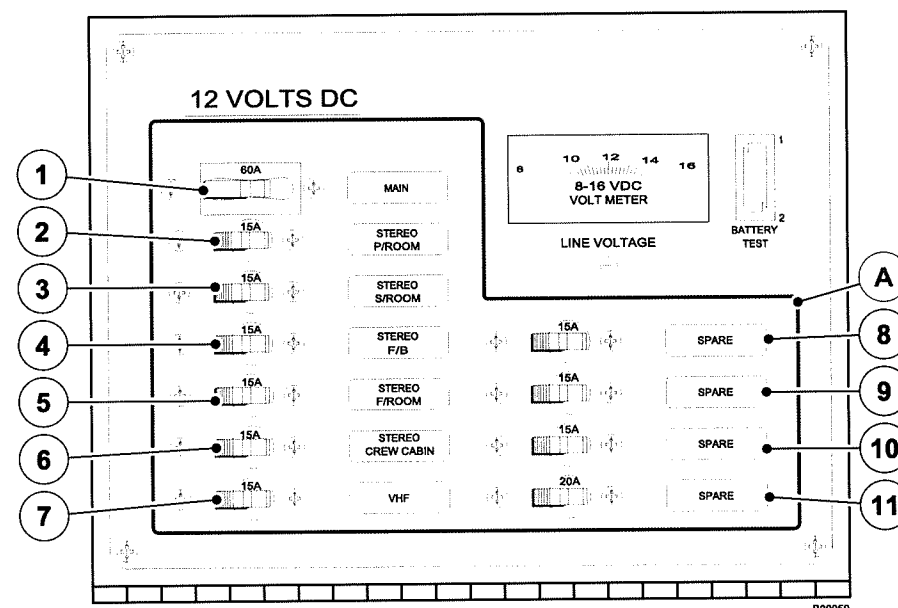 12 VOLTS DC
6 10 12 14 16
8-16 VDC
VOLT METER
LINE VOLTAGE
1
2
BATTERY
TEST
A
1
60A
MAIN
2
15A
STEREO
P/ROOM
3
15A
STEREO
S/ROOM
4
15A
STEREO
F/B
15A
SPARE
8
5
15A
STEREO
F/ROOM
15A
SPARE
9
6
15A
STEREO
CREW CABIN
15A
SPARE
10
7
15A
VHF
20A
SPARE
11